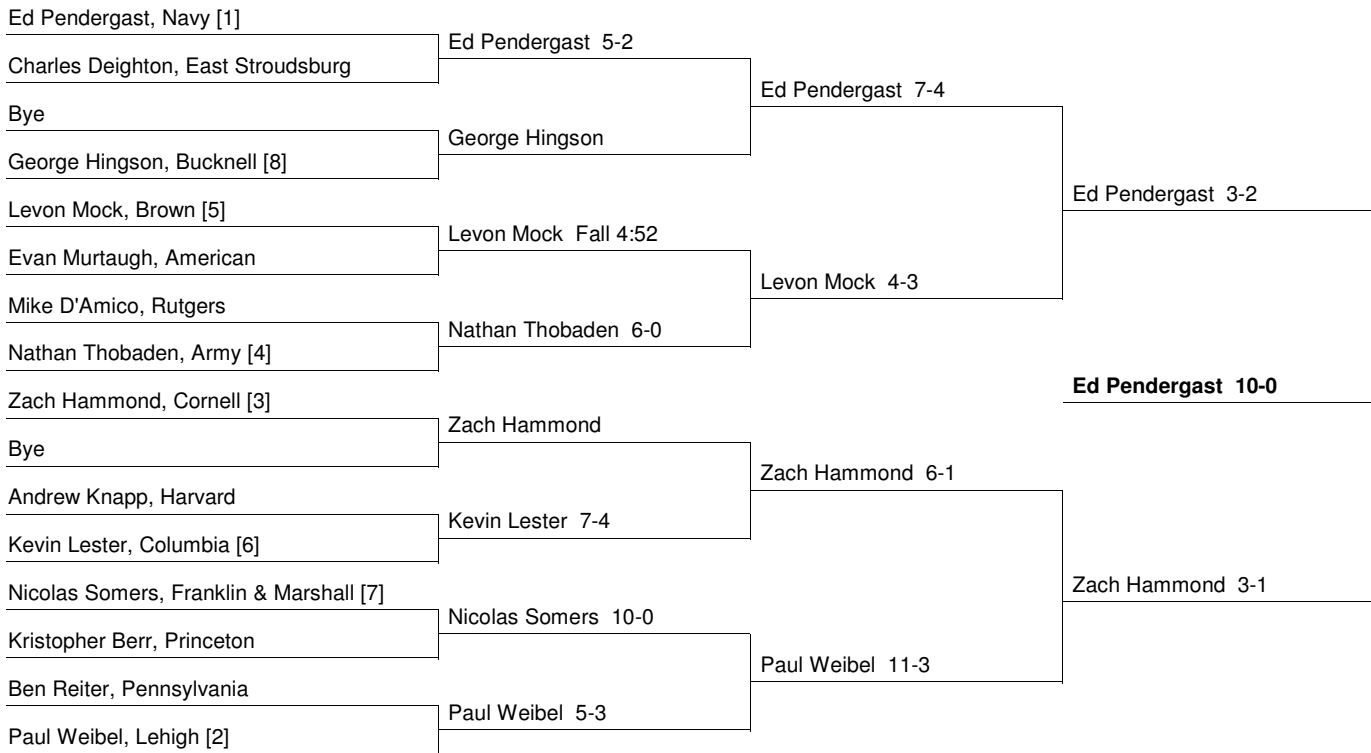 Ed Pendergast, Navy [1]
Charles Deighton, East Stroudsburg
Bye
George Hingson, Bucknell [8]
Levon Mock, Brown [5]
Evan Murtaugh, American
Mike D'Amico, Rutgers
Nathan Thobaden, Army [4]
Zach Hammond, Cornell [3]
Bye
Andrew Knapp, Harvard
Kevin Lester, Columbia [6]
Nicolas Somers, Franklin & Marshall [7]
Kristopher Berr, Princeton
Ben Reiter, Pennsylvania
Paul Weibel, Lehigh [2]
Ed Pendergast 5-2
George Hingson
Levon Mock Fall 4:52
Nathan Thobaden 6-0
Zach Hammond
Kevin Lester 7-4
Nicolas Somers 10-0
Paul Weibel 5-3
Ed Pendergast 7-4
Levon Mock 4-3
Zach Hammond 6-1
Paul Weibel 11-3
Ed Pendergast 3-2
Zach Hammond 3-1
Ed Pendergast 10-0